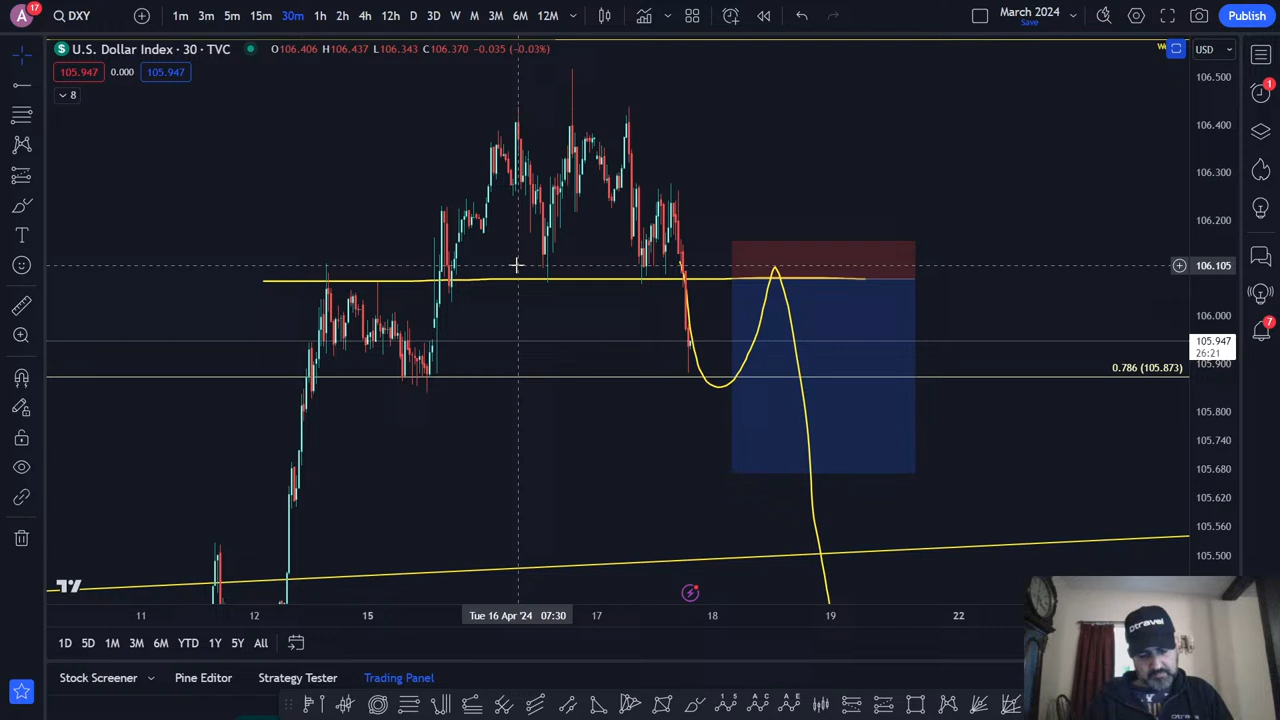 A 17 DXY 1m 3m 5m 15m 30m 1h 2h 4h 12h D 3D W M 3M 6M 12M March 2024 Save Publish
U.S. Dollar Index · 30 · TVC O106.406 H106.437 L106.343 C106.370 -0.035 (-0.03%) USD
105.947 0.000 105.947
8
106.500
1
106.400
106.300
106.200
106.105
7
106.000
105.947
26:21
105.900
0.786 (105.873)
105.800
105.740
105.680
105.620
105.560
105.500
11 12 15 Tue 16 Apr '24 07:30 17 18 19 22
1D 5D 1M 3M 6M YTD 1Y 5Y All
Dtravel
Stock Screener Pine Editor Strategy Tester Trading Panel